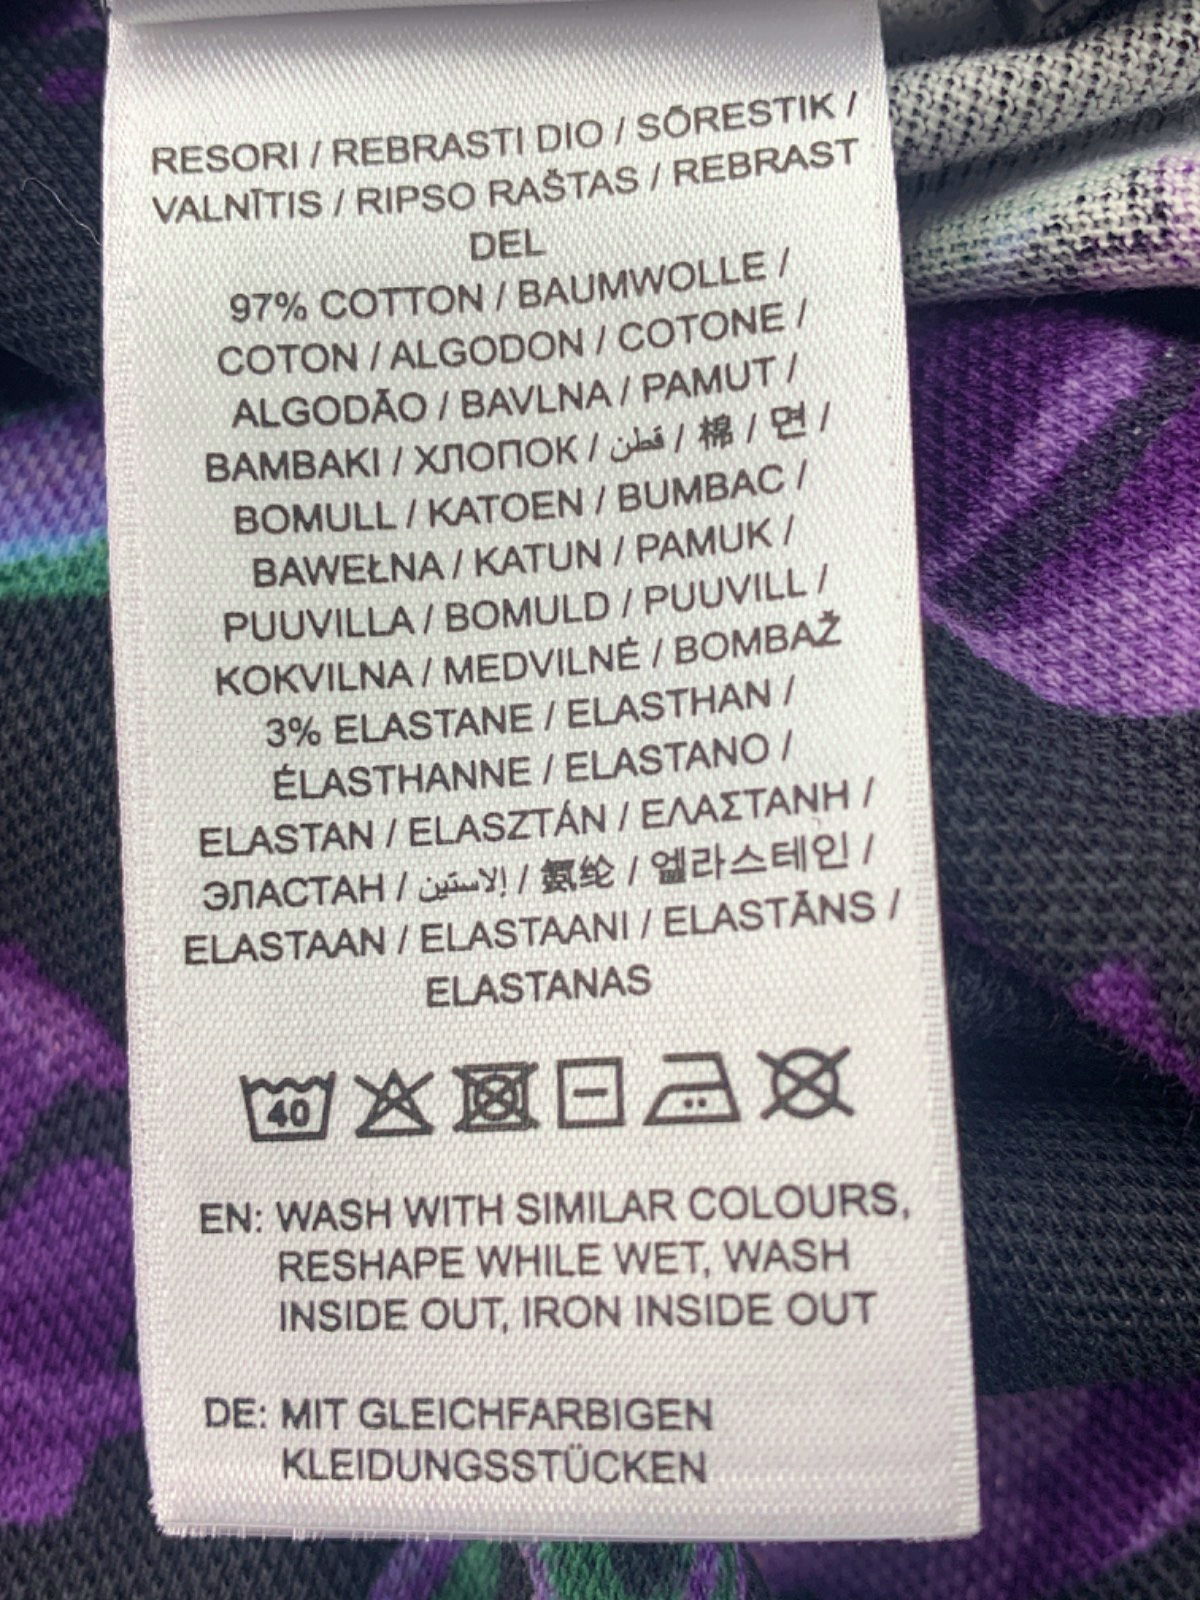 RESORI / REBRASTI DIO / SÕRESTIK /
VALNĪTIS / RIPSO RAŠTAS / REBRAST
DEL
97% COTTON / BAUMWOLLE /
COTON / ALGODON / COTONE /
ALGODÃO / BAVLNA / PAMUT /
BAMBAKI / ХЛОПОК / قطن / 棉 / 면 /
BOMULL / KATOEN / BUMBAC /
BAWEŁNA / KATUN / PAMUK /
PUUVILLA / BOMULD / PUUVILL /
KOKVILNA / MEDVILNĖ / BOMBAŽ
3% ELASTANE / ELASTHAN /
ÉLASTHANNE / ELASTANO /
ELASTAN / ELASZTÁN / ΕΛΑΣΤΑΝΗ /
ЭЛАСТАН / إلاستين / 氨纶 / 엘라스테인 /
ELASTAAN / ELASTAANI / ELASTĀNS /
ELASTANAS
40
EN: WASH WITH SIMILAR COLOURS,
RESHAPE WHILE WET, WASH
INSIDE OUT, IRON INSIDE OUT
DE: MIT GLEICHFARBIGEN
KLEIDUNGSSTÜCKEN